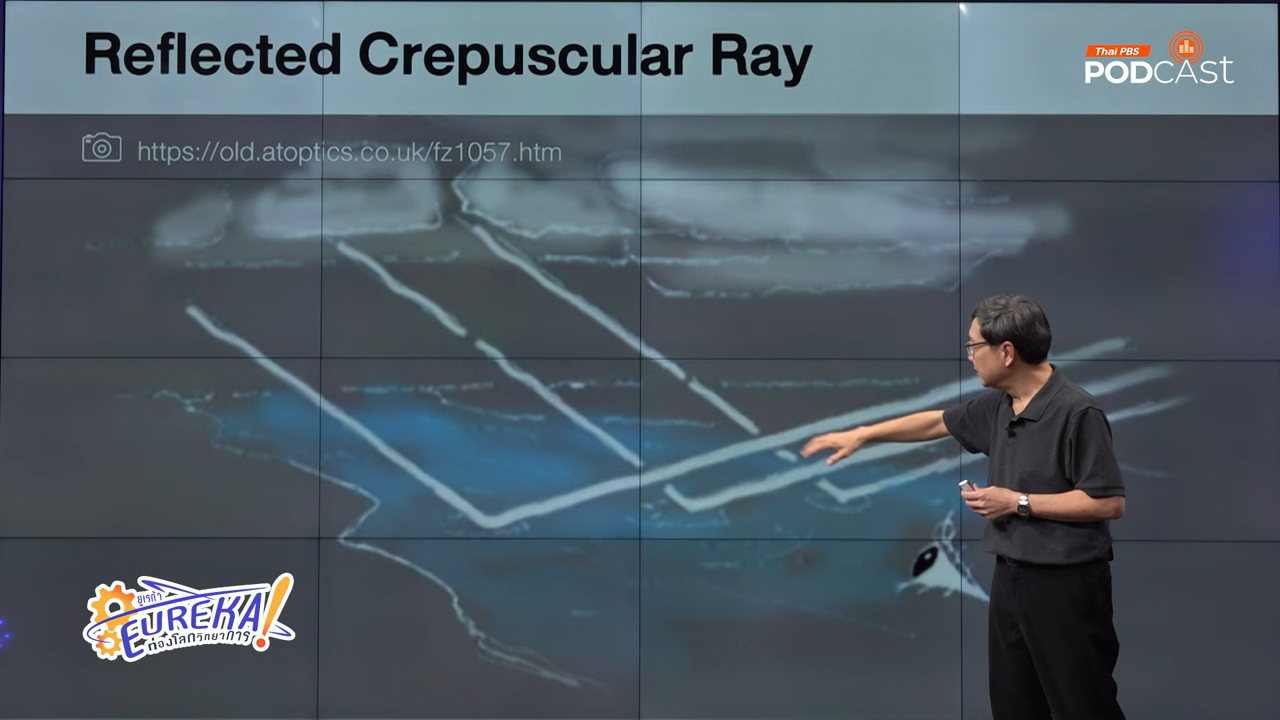 Reflected Crepuscular Ray
Thai PBS
PODCAst
https://old.atoptics.co.uk/fz1057.htm
ยูเรก้า
EUREKA!
ท่องโลกวิทยาการ